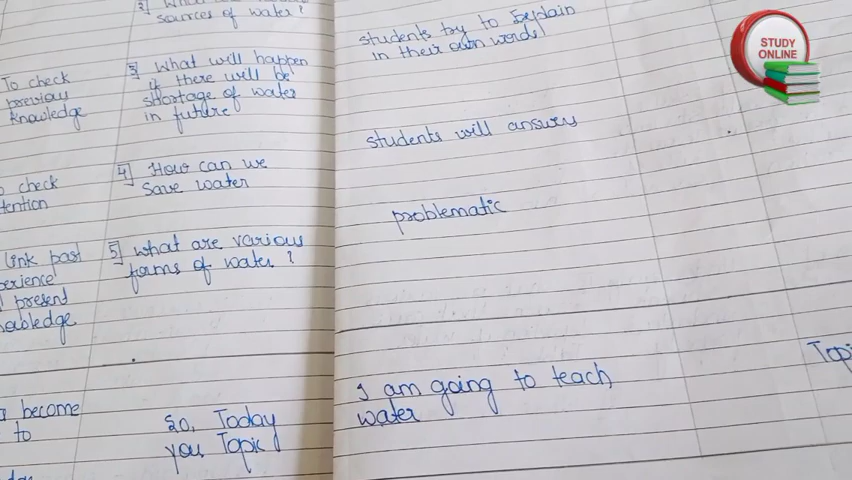 sources of water?
To check
previous
knowledge
3] What will happen
if there will be
shortage of water
in future
check
4] How can we
save water
link past
present
5] what are various
forms of water?
become
to
So, Today
you Topic
students try to Explain
in their own words
students will answer
problematic
I am going to teach
water
STUDY
ONLINE